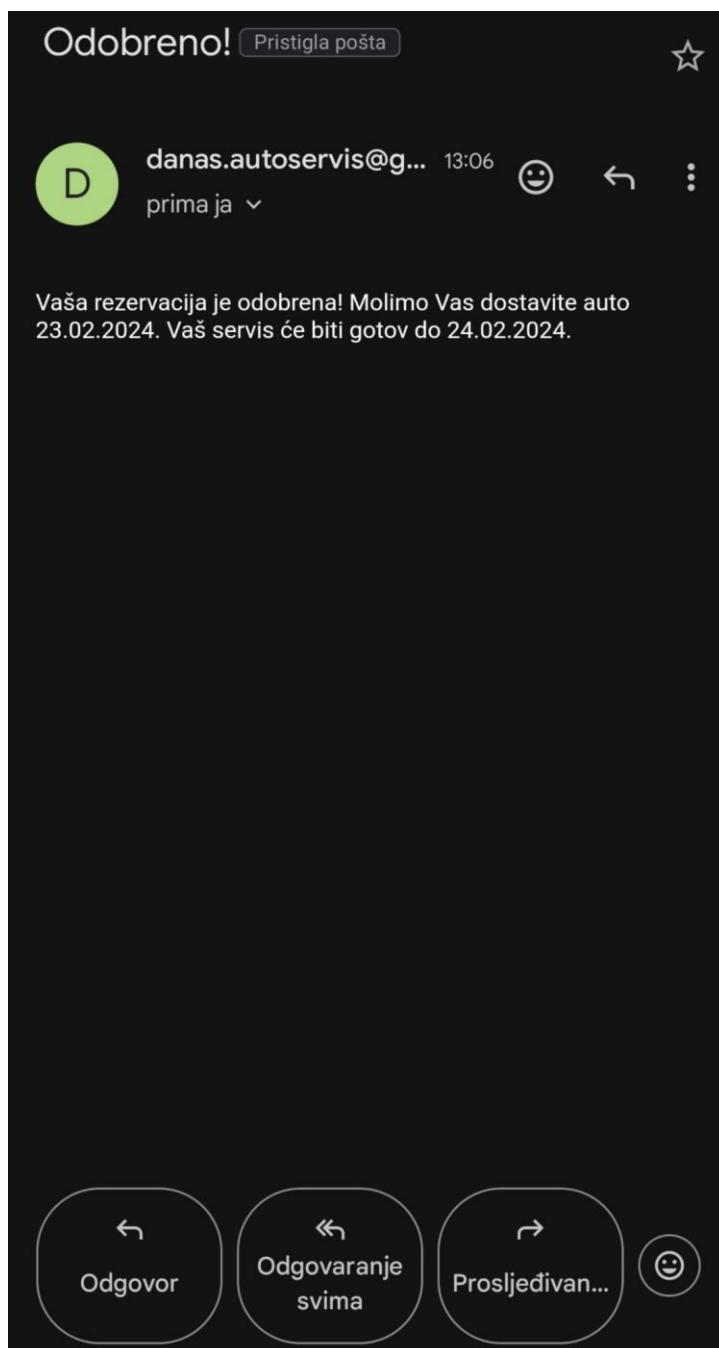 Odobreno! Pristigla pošta
danas.autoservis@g... 13:06
D
prima ja
Vaša rezervacija je odobrena! Molimo Vas dostavite auto
23.02.2024. Vaš servis će biti gotov do 24.02.2024.
Odgovor
Odgovaranje
svima
Prosljeđivan...